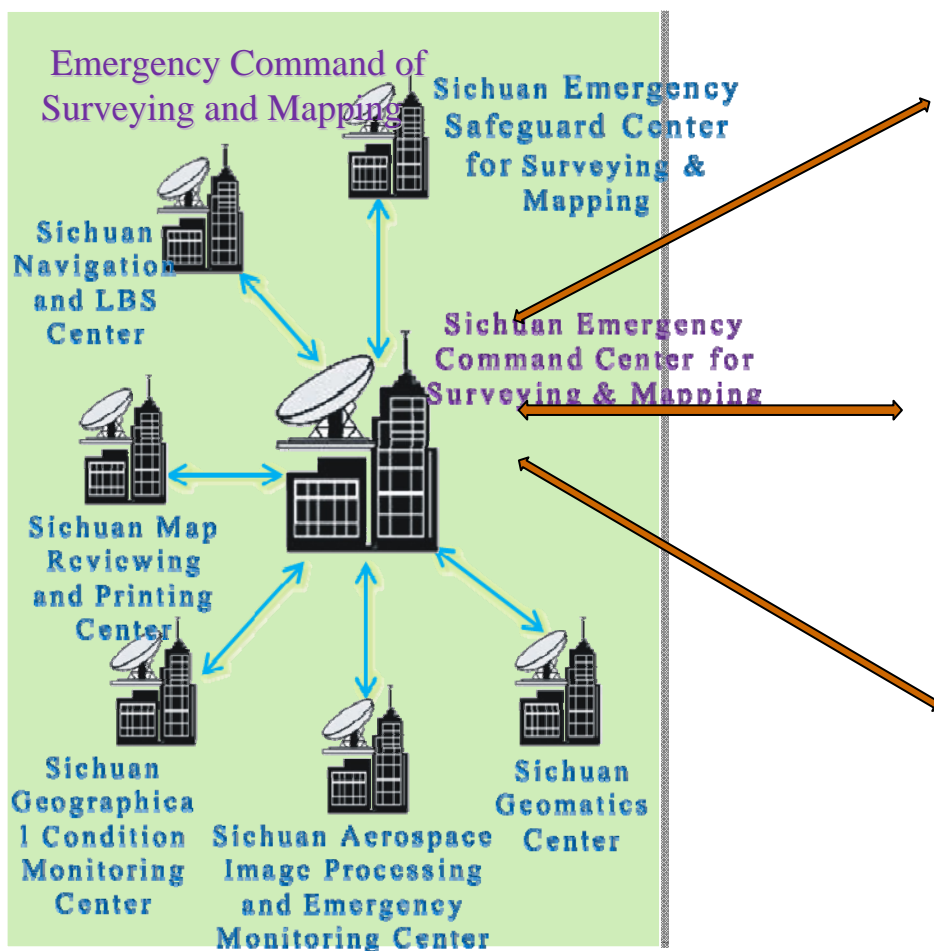 Emergency Command of
Surveying and Mapping
Sichuan Emergency
Safeguard Center
for Surveying &
Mapping
Sichuan
Navigation
and LBS
Center
Sichuan Emergency
Command Center for
Surveying & Mapping
Sichuan Map
Reviewing
and Printing
Center
Sichuan
Geographica
l Condition
Monitoring
Center
Sichuan Aerospace
Image Processing
and Emergency
Monitoring Center
Sichuan
Geomatics
Center